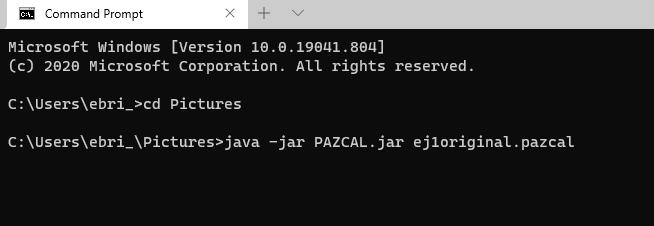 Command Prompt
Microsoft Windows [Version 10.0.19041.804]
(c) 2020 Microsoft Corporation. All rights reserved.
C:\Users\ebri_>cd Pictures
C:\Users\ebri_\Pictures>java -jar PAZCAL.jar ej1original.pazcal